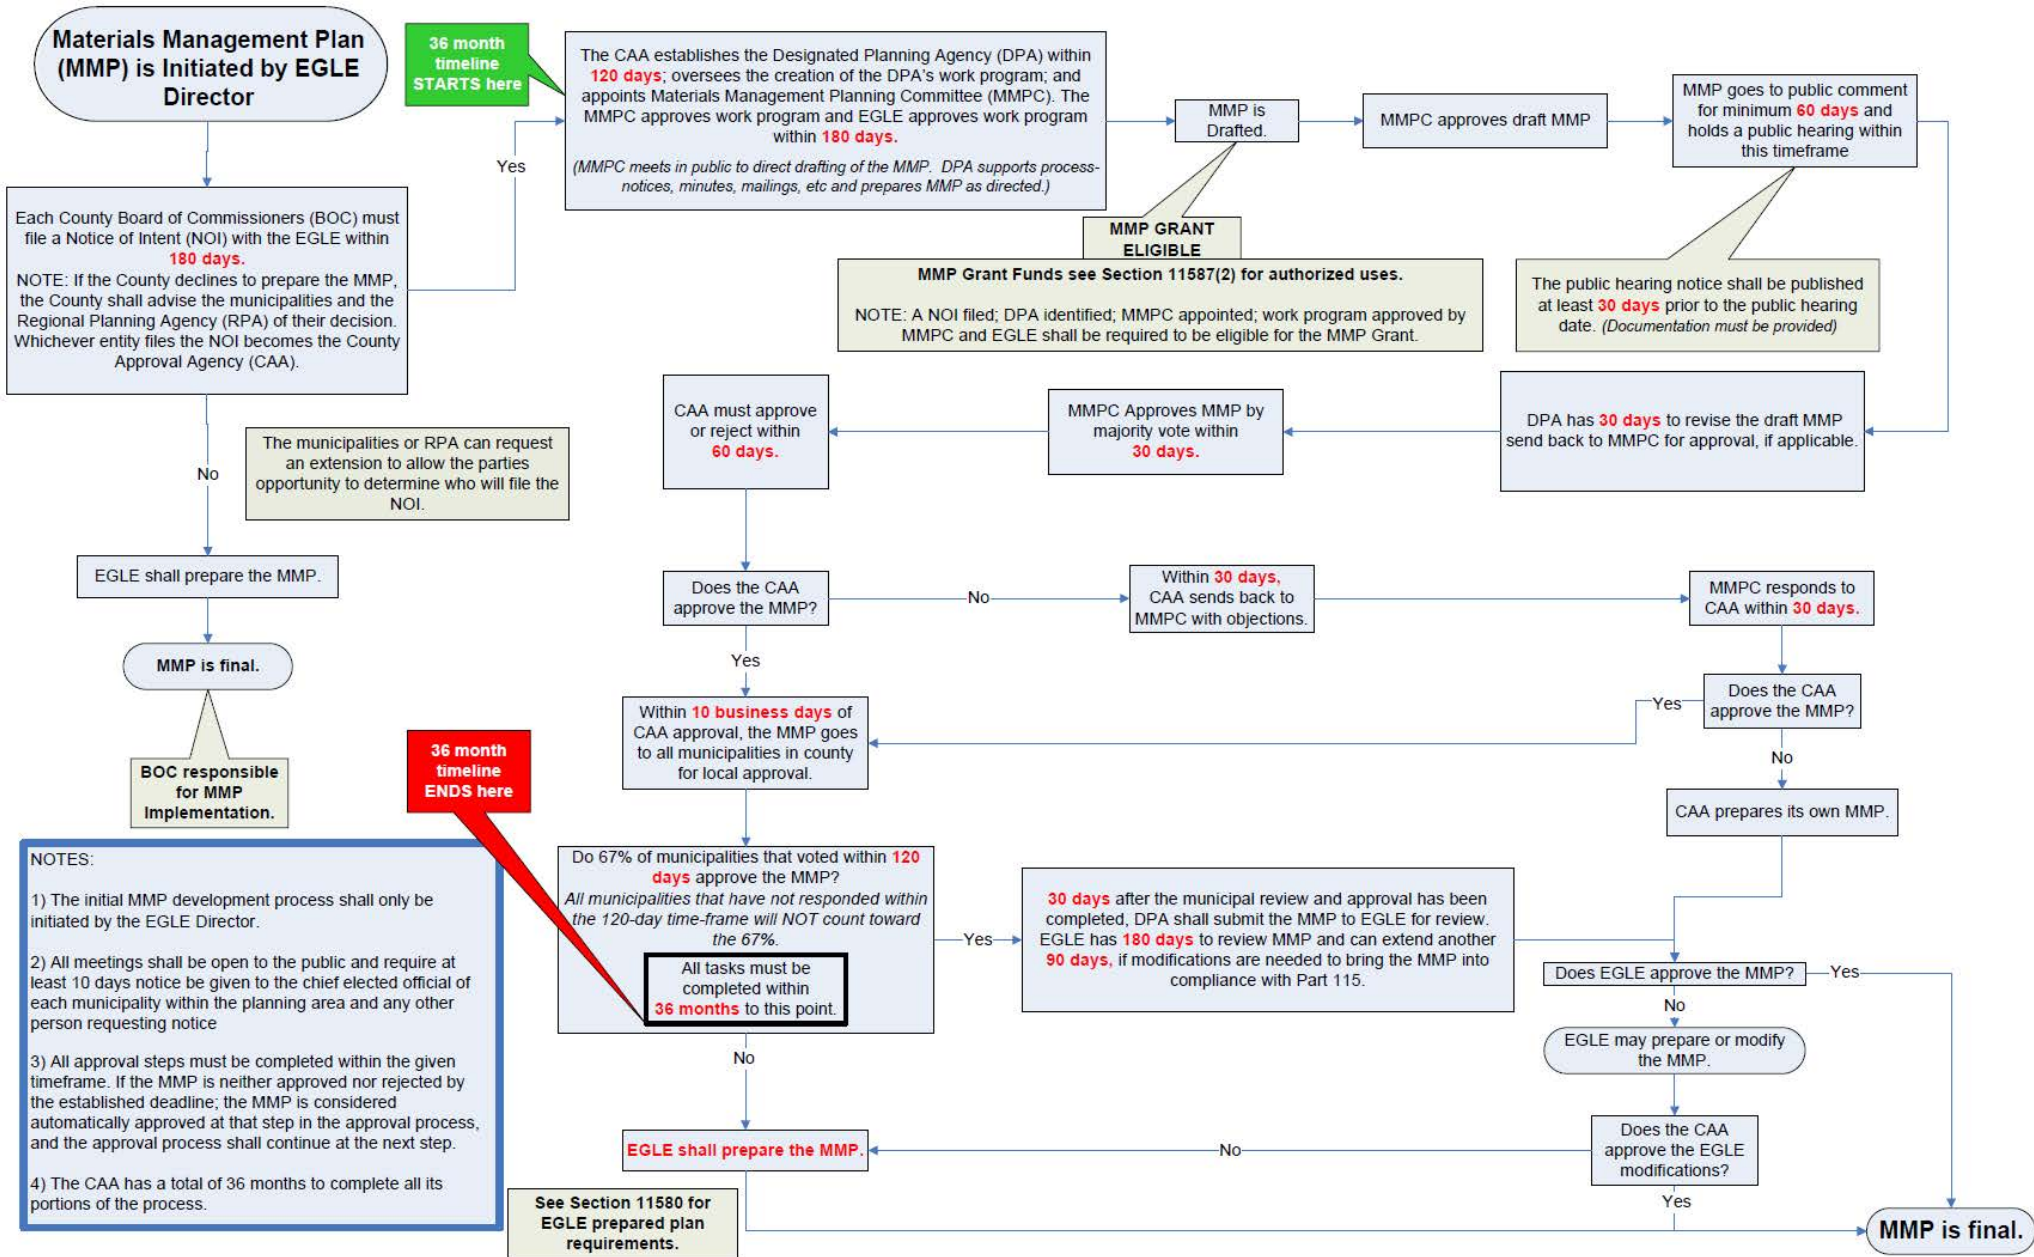 Materials Management Plan
(MMP) is Initiated by EGLE
Director
36 month
timeline
STARTS here
The CAA establishes the Designated Planning Agency (DPA) within
120 days; oversees the creation of the DPA's work program; and
appoints Materials Management Planning Committee (MMPC). The
MMPC approves work program and EGLE approves work program
within 180 days.
(MMPC meets in public to direct drafting of the MMP. DPA supports process-
notices, minutes, mailings, etc and prepares MMP as directed.)
MMP is
Drafted.
MMPC approves draft MMP
MMP goes to public comment
for minimum 60 days and
holds a public hearing within
this timeframe
Yes
Each County Board of Commissioners (BOC) must
file a Notice of Intent (NOI) with the EGLE within
180 days.
NOTE: If the County declines to prepare the MMP,
the County shall advise the municipalities and the
Regional Planning Agency (RPA) of their decision.
Whichever entity files the NOI becomes the County
Approval Agency (CAA).
MMP GRANT
ELIGIBLE
MMP Grant Funds see Section 11587(2) for authorized uses.
NOTE: A NOI filed; DPA identified; MMPC appointed; work program approved by
MMPC and EGLE shall be required to be eligible for the MMP Grant.
The public hearing notice shall be published
at least 30 days prior to the public hearing
date. (Documentation must be provided)
CAA must approve
or reject within
60 days.
MMPC Approves MMP by
majority vote within
30 days.
DPA has 30 days to revise the draft MMP
send back to MMPC for approval, if applicable.
No
The municipalities or RPA can request
an extension to allow the parties
opportunity to determine who will file the
NOI.
EGLE shall prepare the MMP.
Does the CAA
approve the MMP?
No
Within 30 days,
CAA sends back to
MMPC with objections.
MMPC responds to
CAA within 30 days.
MMP is final.
Yes
Does the CAA
approve the MMP?
Yes
No
Within 10 business days of
CAA approval, the MMP goes
to all municipalities in county
for local approval.
36 month
timeline
ENDS here
BOC responsible
for MMP
Implementation.
CAA prepares its own MMP.
NOTES:
1) The initial MMP development process shall only be
initiated by the EGLE Director.
2) All meetings shall be open to the public and require at
least 10 days notice be given to the chief elected official of
each municipality within the planning area and any other
person requesting notice
3) All approval steps must be completed within the given
timeframe. If the MMP is neither approved nor rejected by
the established deadline; the MMP is considered
automatically approved at that step in the approval process,
and the approval process shall continue at the next step.
4) The CAA has a total of 36 months to complete all its
portions of the process.
Do 67% of municipalities that voted within 120
days approve the MMP?
All municipalities that have not responded within
the 120-day time-frame will NOT count toward
the 67%.
All tasks must be
completed within
36 months to this point.
Yes
30 days after the municipal review and approval has been
completed, DPA shall submit the MMP to EGLE for review.
EGLE has 180 days to review MMP and can extend another
90 days, if modifications are needed to bring the MMP into
compliance with Part 115.
Does EGLE approve the MMP?
Yes
No
EGLE may prepare or modify
the MMP.
No
EGLE shall prepare the MMP.
No
Does the CAA
approve the EGLE
modifications?
Yes
See Section 11580 for
EGLE prepared plan
requirements.
MMP is final.